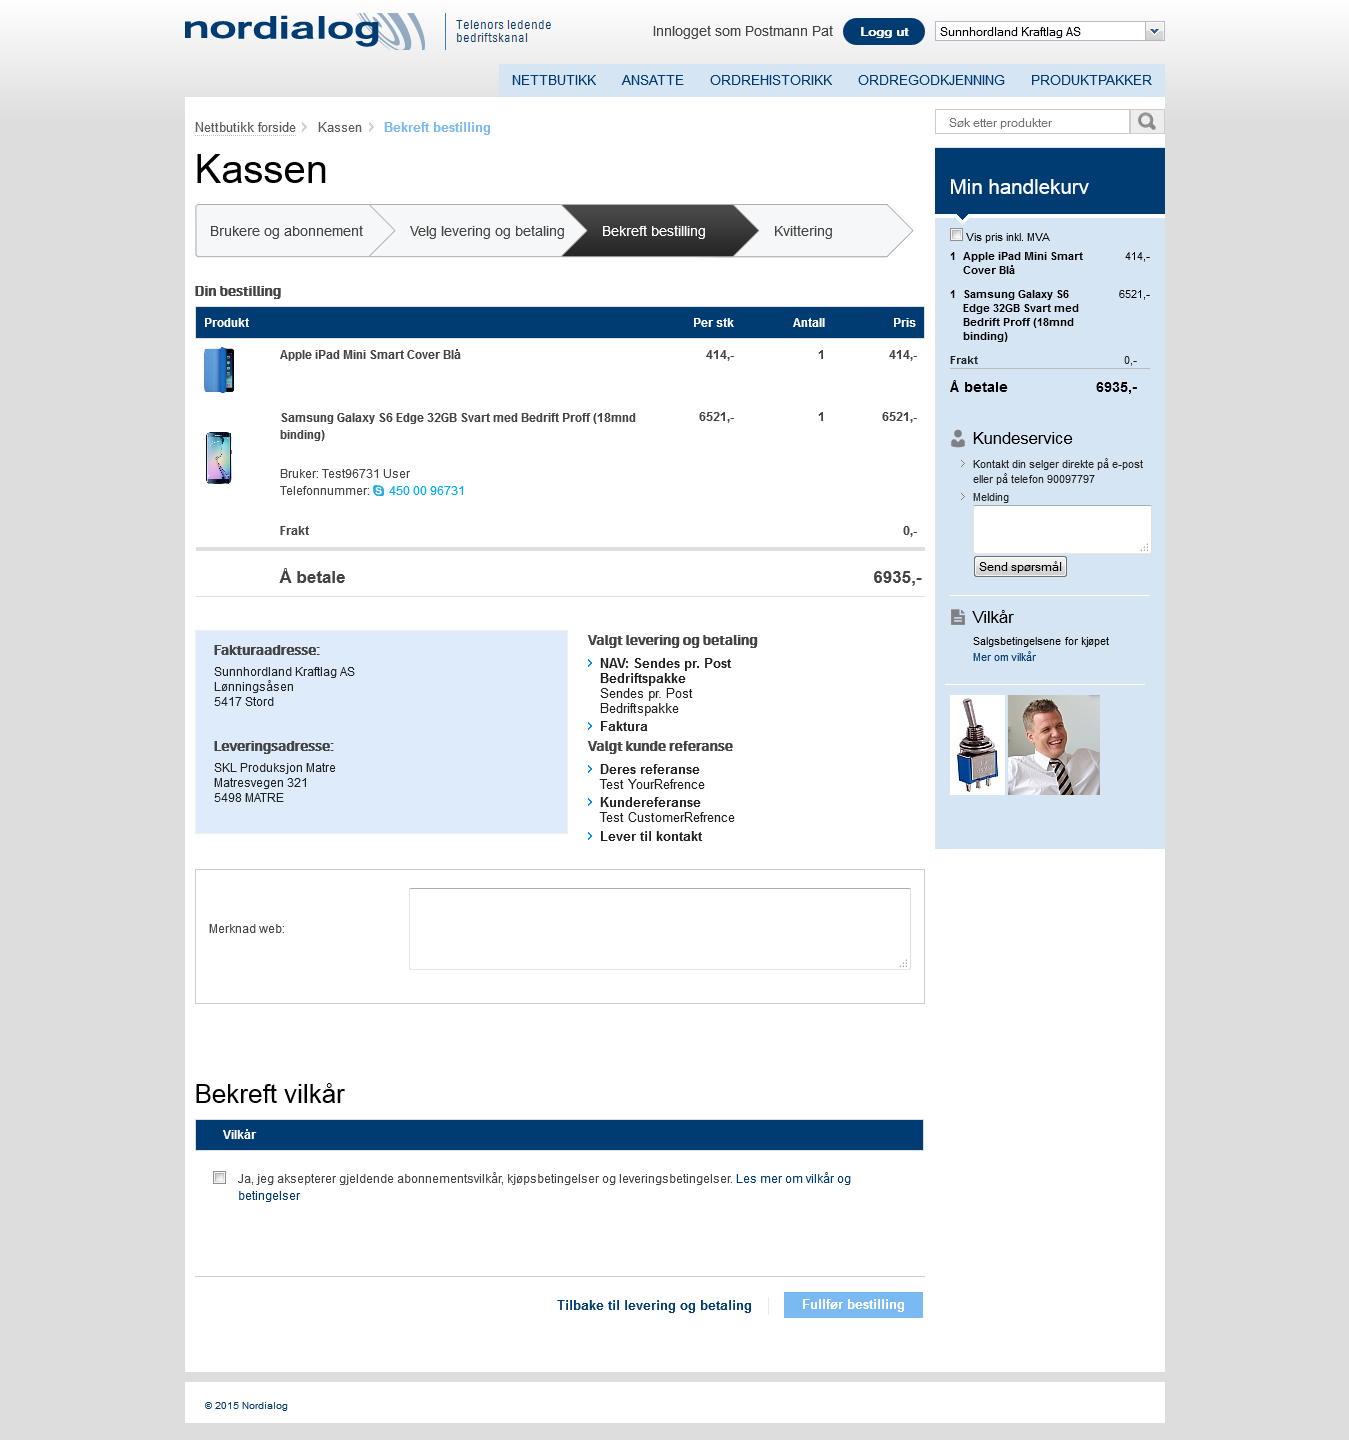 nordialog
Telenors ledende
bedriftskanal
Innlogget som Postmann Pat
Logg ut
Sunnhordland Kraftlag AS
NETTBUTIKK ANSATTE ORDREHISTORIKK ORDREGODKJENNING PRODUKTPAKKER
Nettbutikk forside Kassen Bekreft bestilling
Kassen
Brukere og abonnement Velg levering og betaling Bekreft bestilling Kvittering
Din bestilling
Produkt Per stk Antall Pris
Apple iPad Mini Smart Cover Blå 414,- 1 414,-
Samsung Galaxy S6 Edge 32GB Svart med Bedrift Proff (18mnd 6521,- 1 6521,-
binding)
Bruker: Test96731 User
Telefonnummer: 450 00 96731
Frakt 0,-
Å betale 6935,-
Fakturaadresse:
Sunnhordland Kraftlag AS
Lønningsåsen
5417 Stord
Leveringsadresse:
SKL Produksjon Matre
Matresvegen 321
5498 MATRE
Valgt levering og betaling
NAV: Sendes pr. Post
Bedriftspakke
Sendes pr. Post
Bedriftspakke
Faktura
Valgt kunde referanse
Deres referanse
Test YourRefrence
Kundereferanse
Test CustomerRefrence
Lever til kontakt
Merknad web:
Bekreft vilkår
Vilkår
Ja, jeg aksepterer gjeldende abonnementsvilkår, kjøpsbetingelser og leveringsbetingelser. Les mer om vilkår og
betingelser
Tilbake til levering og betaling
Fullfør bestilling
Søk etter produkter
Min handlekurv
Vis pris inkl. MVA
1 Apple iPad Mini Smart 414,-
Cover Blå
1 Samsung Galaxy S6 6521,-
Edge 32GB Svart med
Bedrift Proff (18mnd
binding)
Frakt 0,-
Å betale 6935,-
Kundeservice
Kontakt din selger direkte på e-post
eller på telefon 90097797
Melding
Send spørsmål
Vilkår
Salgsbetingelsene for kjøpet
Mer om vilkår
© 2015 Nordialog